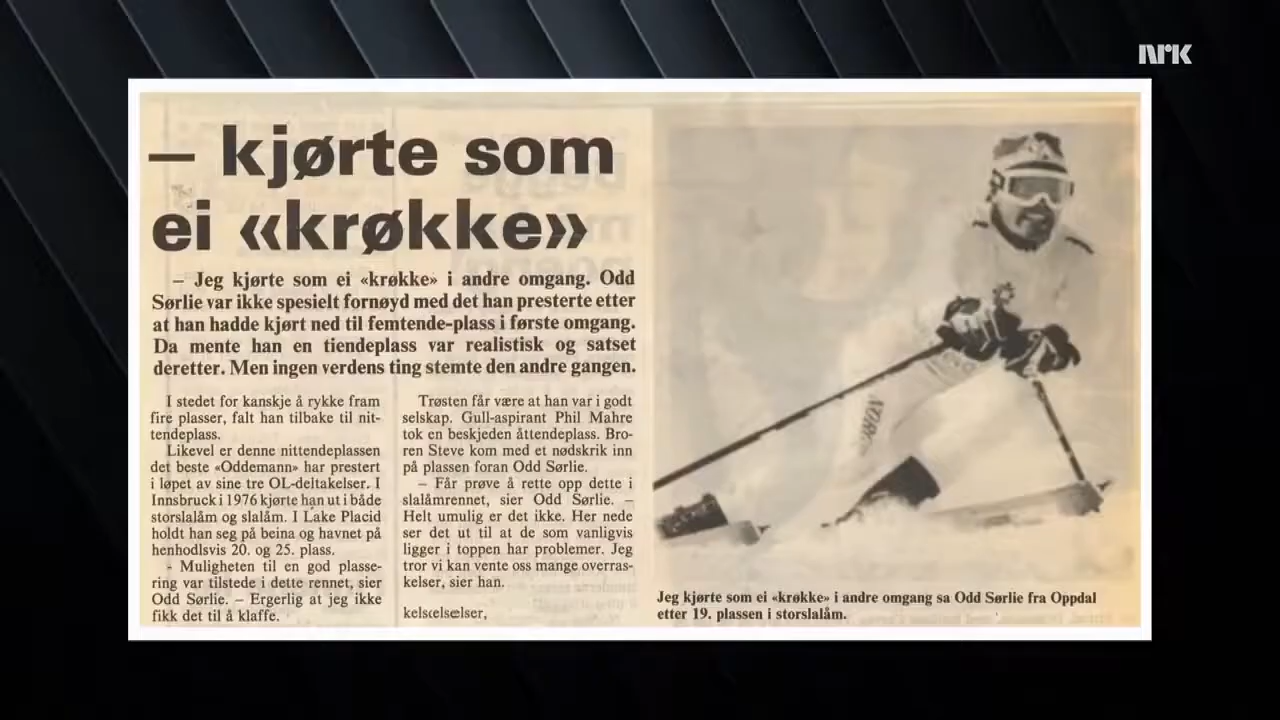 NRK
– kjørte som
ei «krøkke»
– Jeg kjørte som ei «krøkke» i andre omgang. Odd
Sørlie var ikke spesielt fornøyd med det han presterte etter
at han hadde kjørt ned til femtende-plass i første omgang.
Da mente han en tiendeplass var realistisk og satset
deretter. Men ingen verdens ting stemte den andre gangen.
I stedet for kanskje å rykke fram
fire plasser, falt han tilbake til nit-
tendeplass.
Likevel er denne nittendeplassen
det beste «Oddemann» har prestert
i løpet av sine tre OL-deltakelser. I
Innsbruck i 1976 kjørte han ut i både
storslalåm og slalåm. I Lake Placid
holdt han seg på beina og havnet på
henhodlsvis 20. og 25. plass.
- Muligheten til en god plasse-
ring var tilstede i dette rennet, sier
Odd Sørlie. – Ergerlig at jeg ikke
fikk det til å klaffe.
Trøsten får være at han var i godt
selskap. Gull-aspirant Phil Mahre
tok en beskjeden åttendeplass. Bro-
ren Steve kom med et nødskrik inn
på plassen foran Odd Sørlie.
– Får prøve å rette opp dette i
slalåmrennet, sier Odd Sørlie. –
Helt umulig er det ikke. Her nede
ser det ut til at de som vanligvis
ligger i toppen har problemer. Jeg
tror vi kan vente oss mange overras-
kelser, sier han.
kelscelsælser,
Jeg kjørte som ei «krøkke» i andre omgang sa Odd Sørlie fra Oppdal
etter 19. plassen i storslalåm.